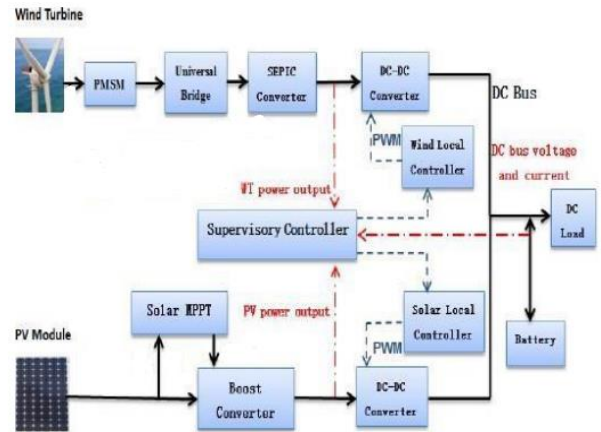 Wind Turbine
PMSM
Universal
Bridge
SEPIC
Converter
DC-DC
Converter
DC Bus
PWM
Wind Local
Controller
DC bus voltage
and current
WT power output
Supervisory Controller
DC
Load
Solar MPPT
PV power output
Solar Local
Controller
Battery
PV Module
PWM
Boost
Converter
DC-DC
Converter